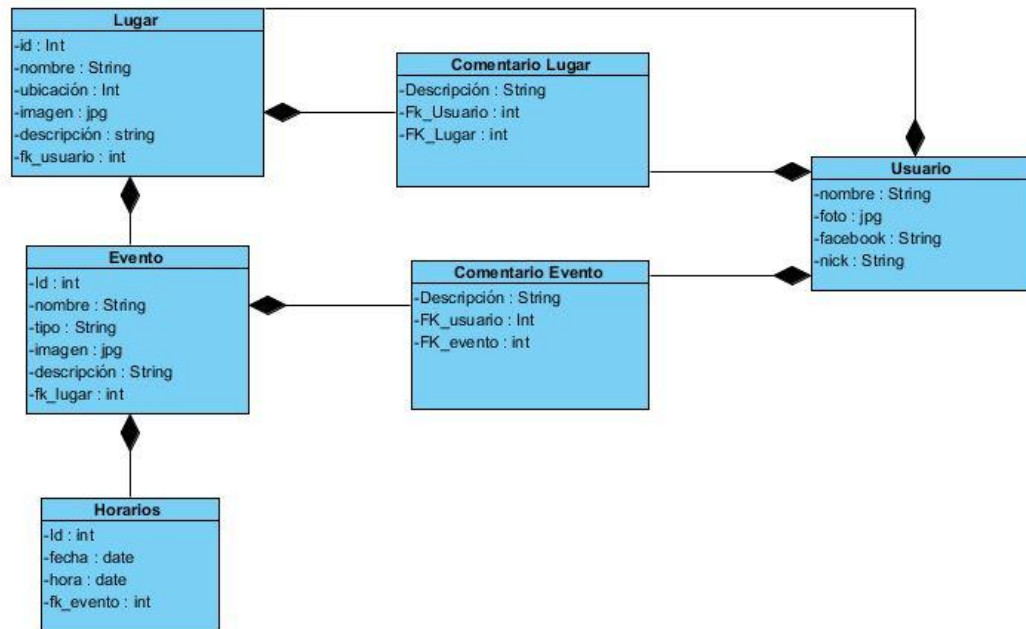 Lugar
-id : Int
-nombre : String
-ubicación : Int
-imagen : jpg
-descripción : string
-fk_usuario : int
Comentario Lugar
-Descripción : String
-Fk_Usuario : int
-FK_Lugar : int
Usuario
-nombre : String
-foto : jpg
-facebook : String
-nick : String
Evento
-Id : int
-nombre : String
-tipo : String
-imagen : jpg
-descripción : String
-fk_lugar : int
Comentario Evento
-Descripción : String
-FK_usuario : Int
-FK_evento : int
Horarios
-Id : int
-fecha : date
-hora : date
-fk_evento : int